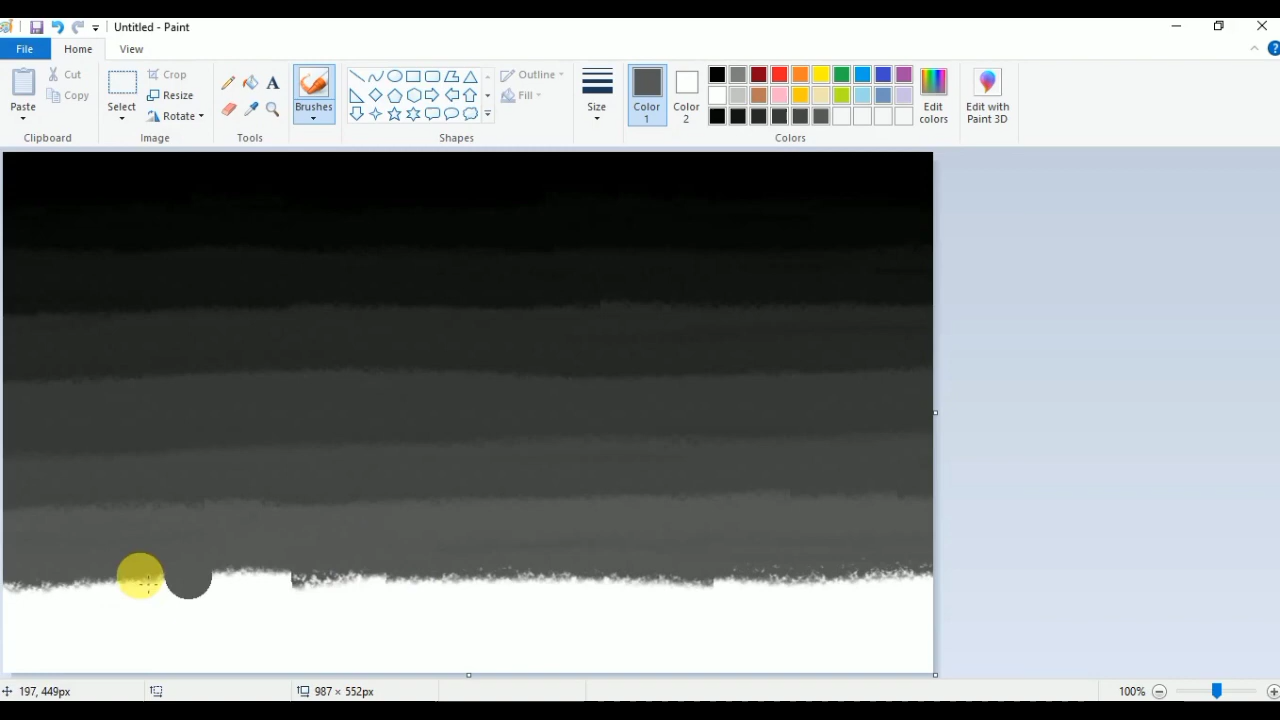 Untitled - Paint
File Home View
Paste
Cut
Copy
Clipboard
Select
Crop
Resize
Rotate
Image
Tools
Brushes
Shapes
Outline
Fill
Size
Color 1
Color 2
Edit colors
Colors
Edit with Paint 3D
A
?
197, 449px
987 × 552px
100%